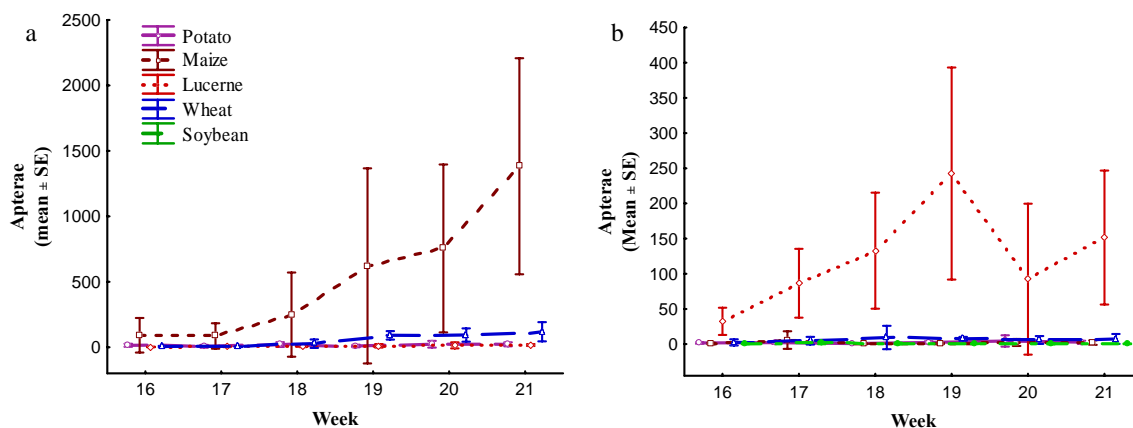 a
Potato
Maize
Lucerne
Wheat
Soybean
Apterae
(mean ± SE)
2500
2000
1500
1000
500
0
16 17 18 19 20 21
Week
b
Apterae
(Mean ± SE)
450
400
350
300
250
200
150
100
50
0
16 17 18 19 20 21
Week